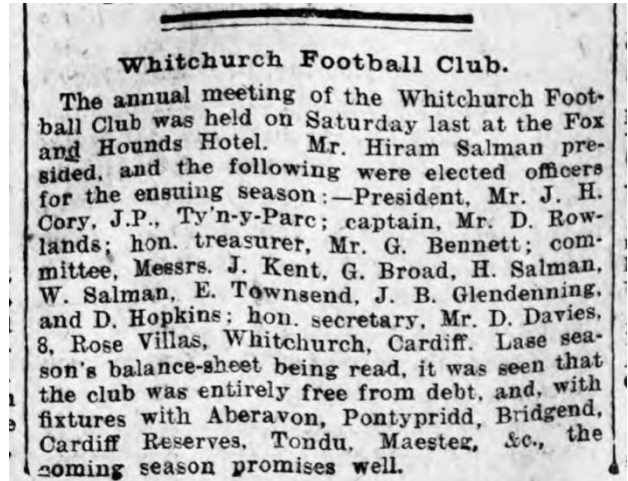 Whitchurch Football Club.
The annual meeting of the Whitchurch Foot-
ball Club was held on Saturday last at the Fox
and Hounds Hotel. Mr. Hiram Salman pre-
sided, and the following were elected officers
for the ensuing season:—President, Mr. J. H.
Cory, J.P., Ty'n-y-Parc; captain, Mr. D. Row-
lands; hon. treasurer, Mr. G. Bennett; com-
mittee, Messrs. J. Kent, G. Broad, H. Salman,
W. Salman, E. Townsend, J. B. Glendenning,
and D. Hopkins; hon. secretary, Mr. D. Davies,
8, Rose Villas, Whitchurch, Cardiff. Lase sea-
son's balance-sheet being read, it was seen that
the club was entirely free from debt, and, with
fixtures with Aberavon, Pontypridd, Bridgend,
Cardiff Reserves, Tondu, Maesteg, &c., the
coming season promises well.